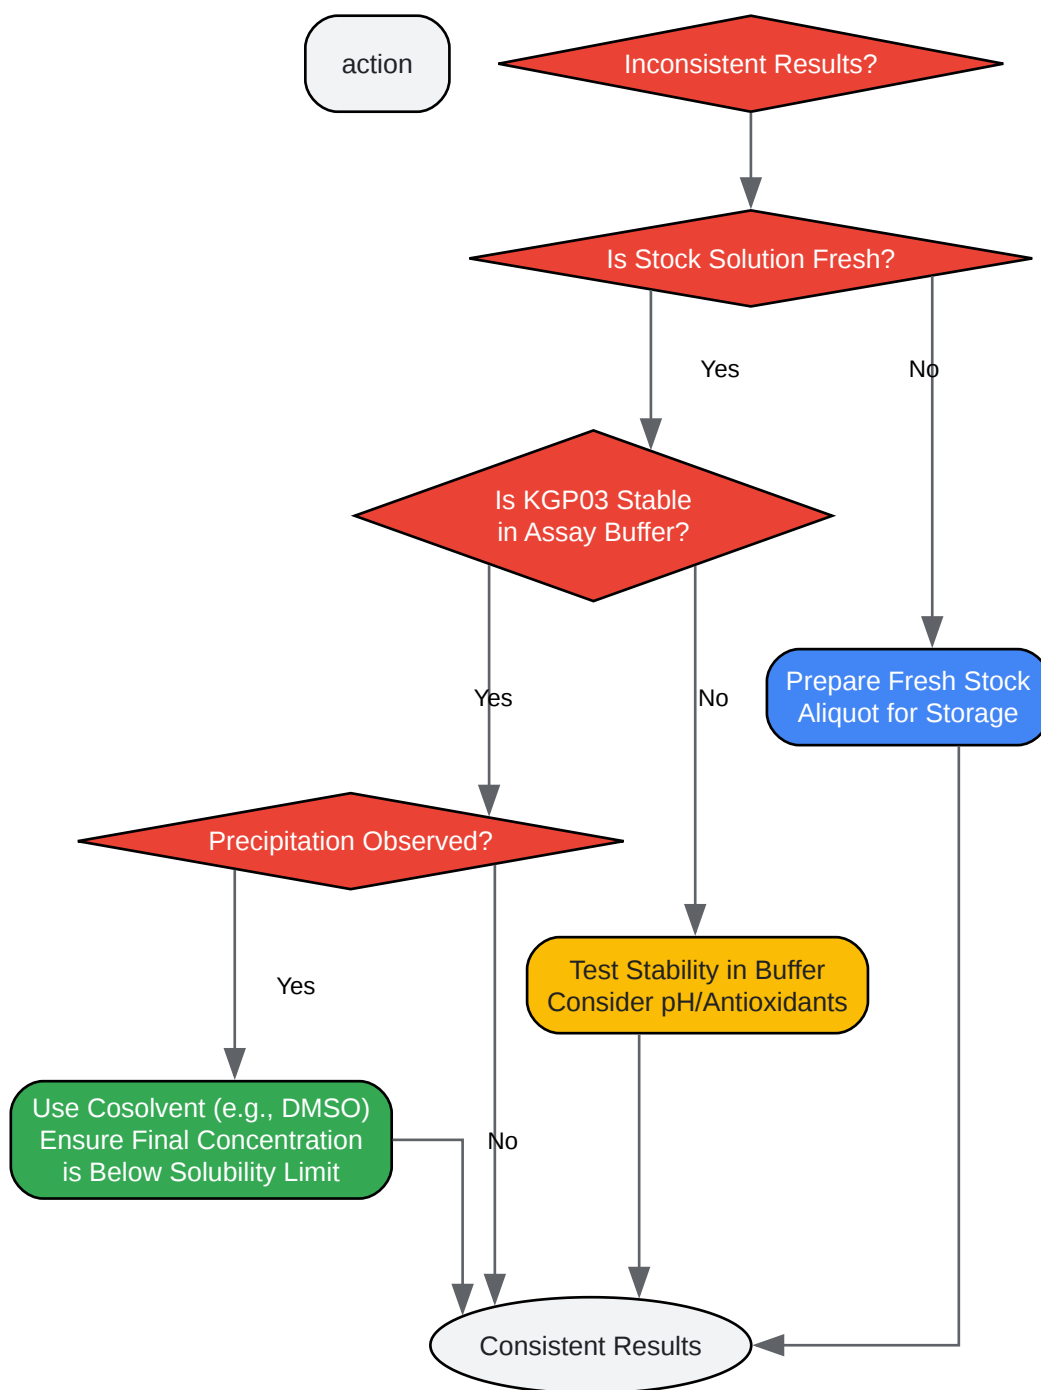 action
Inconsistent Results?
Is Stock Solution Fresh?
Yes
No
Is KGP03 Stable
in Assay Buffer?
Prepare Fresh Stock
Aliquot for Storage
Yes
No
Precipitation Observed?
Test Stability in Buffer
Consider pH/Antioxidants
Yes
Use Cosolvent (e.g., DMSO)
Ensure Final Concentration
is Below Solubility Limit
No
Consistent Results